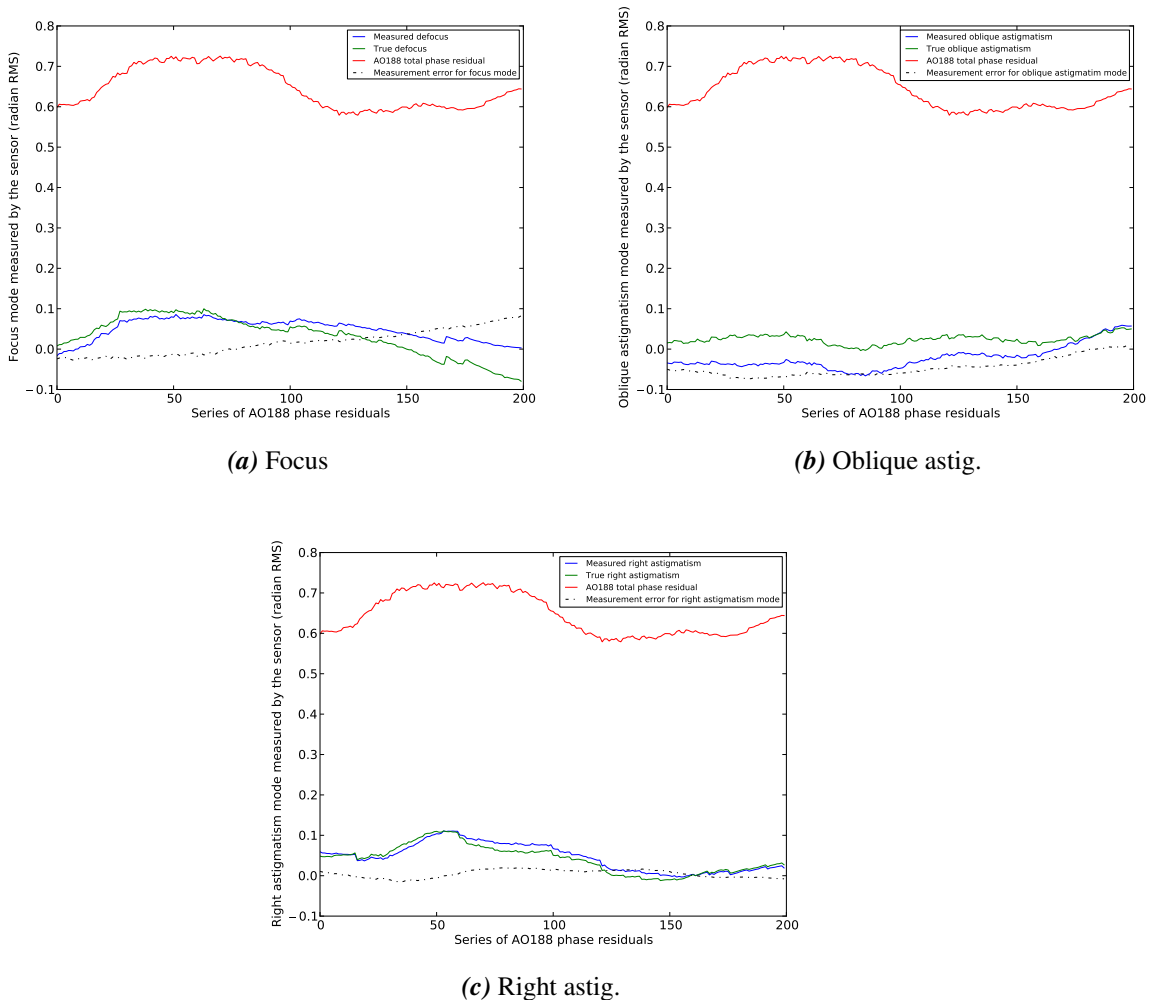 Focus mode measured by the sensor (radian RMS)
0.8
0.7
0.6
0.5
0.4
0.3
0.2
0.1
0.0
−0.1
Measured defocus
True defocus
AO188 total phase residual
Measurement error for focus mode
0 50 100 150 200
Series of AO188 phase residuals
(a) Focus
Oblique astigmatism mode measured by the sensor (radian RMS)
0.8
0.7
0.6
0.5
0.4
0.3
0.2
0.1
0.0
−0.1
Measured oblique astigmatism
True oblique astigmatism
AO188 total phase residual
Measurement error for oblique astigmatim mode
0 50 100 150 200
Series of AO188 phase residuals
(b) Oblique astig.
Right astigmatism mode measured by the sensor (radian RMS)
0.8
0.7
0.6
0.5
0.4
0.3
0.2
0.1
0.0
−0.1
Measured right astigmatism
True right astigmatism
AO188 total phase residual
Measurement error for right astigmatism mode
0 50 100 150 200
Series of AO188 phase residuals
(c) Right astig.